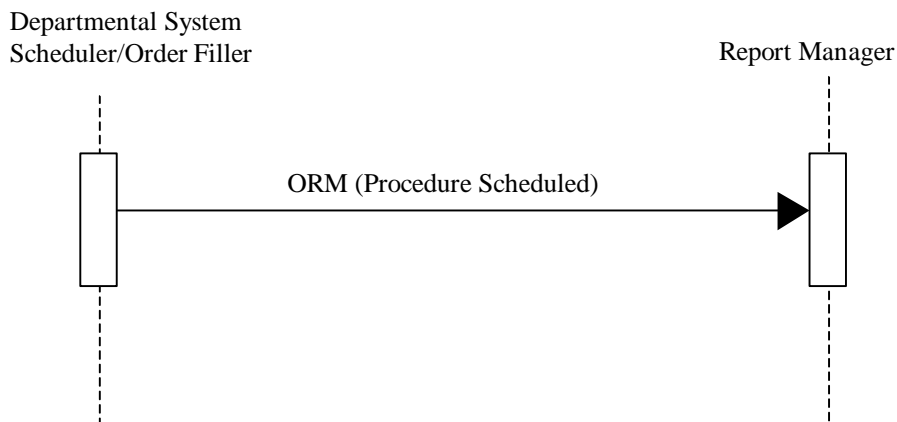 Departmental System
Scheduler/Order Filler
Report Manager
ORM (Procedure Scheduled)